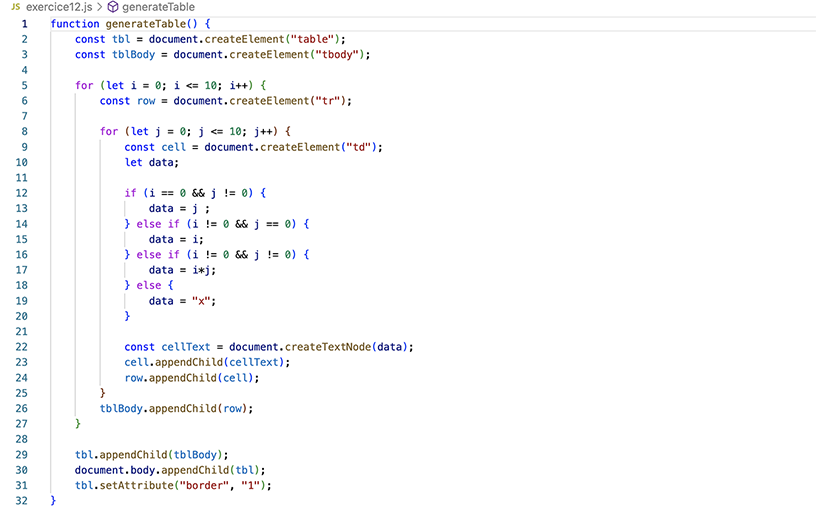 JS exercice12.js > generateTable
1 function generateTable() {
2 const tbl = document.createElement("table");
3 const tblBody = document.createElement("tbody");
4
5 for (let i = 0; i <= 10; i++) {
6 const row = document.createElement("tr");
7
8 for (let j = 0; j <= 10; j++) {
9 const cell = document.createElement("td");
10 let data;
11
12 if (i == 0 && j != 0) {
13 data = j ;
14 } else if (i != 0 && j == 0) {
15 data = i;
16 } else if (i != 0 && j != 0) {
17 data = i*j;
18 } else {
19 data = "x";
20 }
21
22 const cellText = document.createTextNode(data);
23 cell.appendChild(cellText);
24 row.appendChild(cell);
25 }
26 tblBody.appendChild(row);
27 }
28
29 tbl.appendChild(tblBody);
30 document.body.appendChild(tbl);
31 tbl.setAttribute("border", "1");
32 }